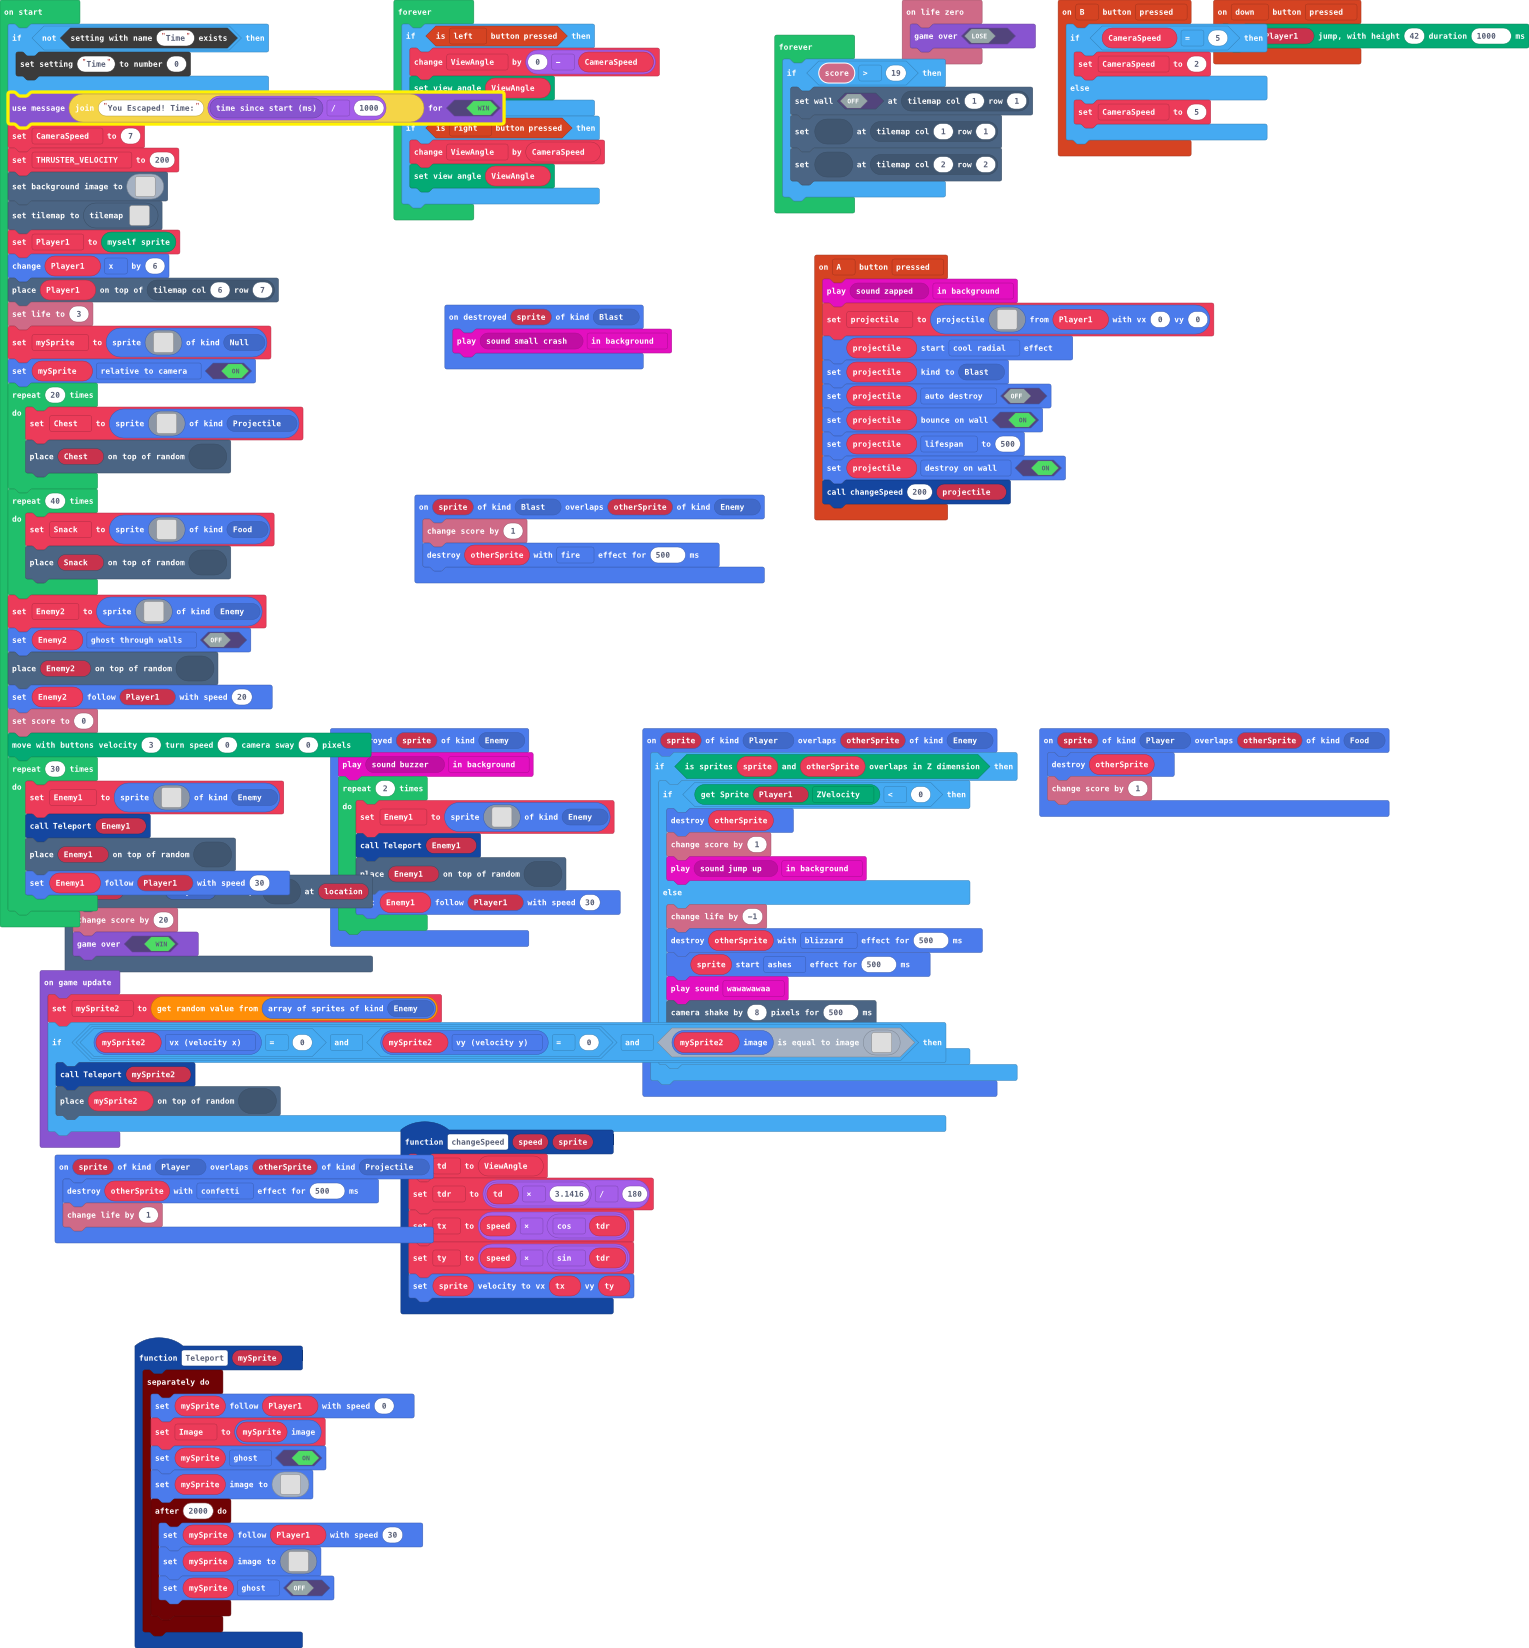 on start
if not setting with name "Time" exists then
set setting "Time" to number 0
use message join "You Escaped! Time:" time since start (ms) / 1000 for WIN
set CameraSpeed to 7
set THRUSTER_VELOCITY to 200
set background image to
set tilemap to tilemap
set Player1 to myself sprite
change Player1 x by 6
place Player1 on top of tilemap col 6 row 7
set life to 3
set mySprite to sprite of kind Null
set mySprite relative to camera ON
repeat 20 times
do
set Chest to sprite of kind Projectile
place Chest on top of random
repeat 40 times
do
set Snack to sprite of kind Food
place Snack on top of random
set Enemy2 to sprite of kind Enemy
set Enemy2 ghost through walls OFF
place Enemy2 on top of random
set Enemy2 follow Player1 with speed 20
set score to 0
move with buttons velocity 3 turn speed 0 camera sway 0 pixels
repeat 30 times
do
set Enemy1 to sprite of kind Enemy
call Teleport Enemy1
place Enemy1 on top of random
set Enemy1 follow Player1 with speed 30
at location
change score by 20
game over WIN
forever
if is left button pressed then
change ViewAngle by 0 - CameraSpeed
set view angle ViewAngle
if is right button pressed then
change ViewAngle by CameraSpeed
set view angle ViewAngle
forever
if score > 19 then
set wall OFF at tilemap col 1 row 1
set at tilemap col 1 row 1
set at tilemap col 2 row 2
on life zero
game over LOSE
on B button pressed
if CameraSpeed = 5 then
set CameraSpeed to 2
else
set CameraSpeed to 5
on down button pressed
Player1 jump, with height 42 duration 1000 ms
on A button pressed
play sound zapped in background
set projectile to projectile from Player1 with vx 0 vy 0
projectile start cool radial effect
set projectile kind to Blast
set projectile auto destroy OFF
set projectile bounce on wall ON
set projectile lifespan to 500
set projectile destroy on wall ON
call changeSpeed 200 projectile
on destroyed sprite of kind Blast
play sound small crash in background
on sprite of kind Blast overlaps otherSprite of kind Enemy
change score by 1
destroy otherSprite with fire effect for 500 ms
sprite of kind Enemy
play sound buzzer in background
repeat 2 times
do
set Enemy1 to sprite of kind Enemy
call Teleport Enemy1
place Enemy1 on top of random
Enemy1 follow Player1 with speed 30
on sprite of kind Player overlaps otherSprite of kind Enemy
if is sprites sprite and otherSprite overlaps in Z dimension then
if get Sprite Player1 ZVelocity < 0 then
destroy otherSprite
change score by 1
play sound jump up in background
else
change life by -1
destroy otherSprite with blizzard effect for 500 ms
sprite start ashes effect for 500 ms
play sound wawawawaa
camera shake by 8 pixels for 500 ms
on sprite of kind Player overlaps otherSprite of kind Food
destroy otherSprite
change score by 1
on game update
set mySprite2 to get random value from array of sprites of kind Enemy
if mySprite2 vx (velocity x) = 0 and mySprite2 vy (velocity y) = 0 and mySprite2 image is equal to image then
call Teleport mySprite2
place mySprite2 on top of random
on sprite of kind Player overlaps otherSprite of kind Projectile
destroy otherSprite with confetti effect for 500 ms
change life by 1
function changeSpeed speed sprite
td to ViewAngle
set tdr to td × 3.1416 / 180
set tx to speed × cos tdr
set ty to speed × sin tdr
set sprite velocity to vx tx vy ty
function Teleport mySprite
separately do
set mySprite follow Player1 with speed 0
set Image to mySprite image
set mySprite ghost ON
set mySprite image to
after 2000 do
set mySprite follow Player1 with speed 30
set mySprite image to
set mySprite ghost OFF